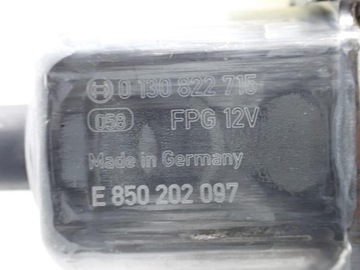 0 130 822 715
058 FPG 12V
Made in Germany
E 850 202 097